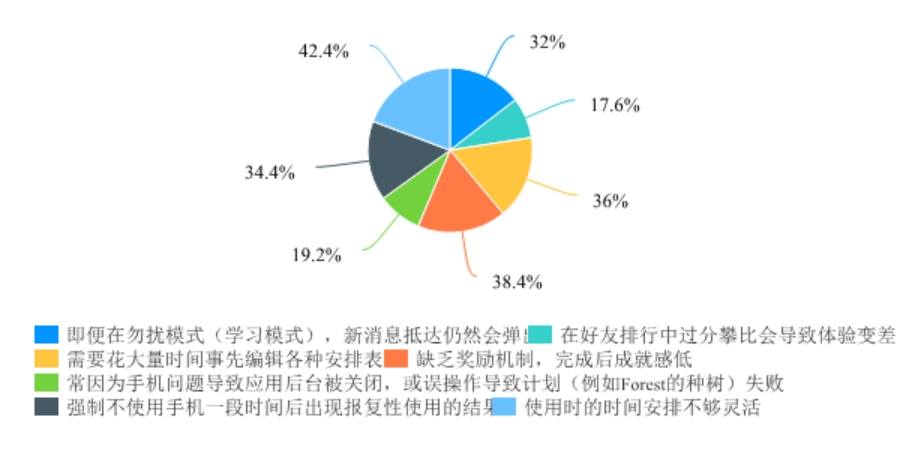 42.4%
32%
17.6%
34.4%
36%
19.2%
38.4%
即便在勿扰模式（学习模式），新消息抵达仍然会弹 在好友排行中过分攀比会导致体验变差
需要花大量时间事先编辑各种安排表 缺乏奖励机制，完成后成就感低
常因为手机问题导致应用后台被关闭，或误操作导致计划（例如Forest的种树）失败
强制不使用手机一段时间后出现报复性使用的结 使用时的时间安排不够灵活